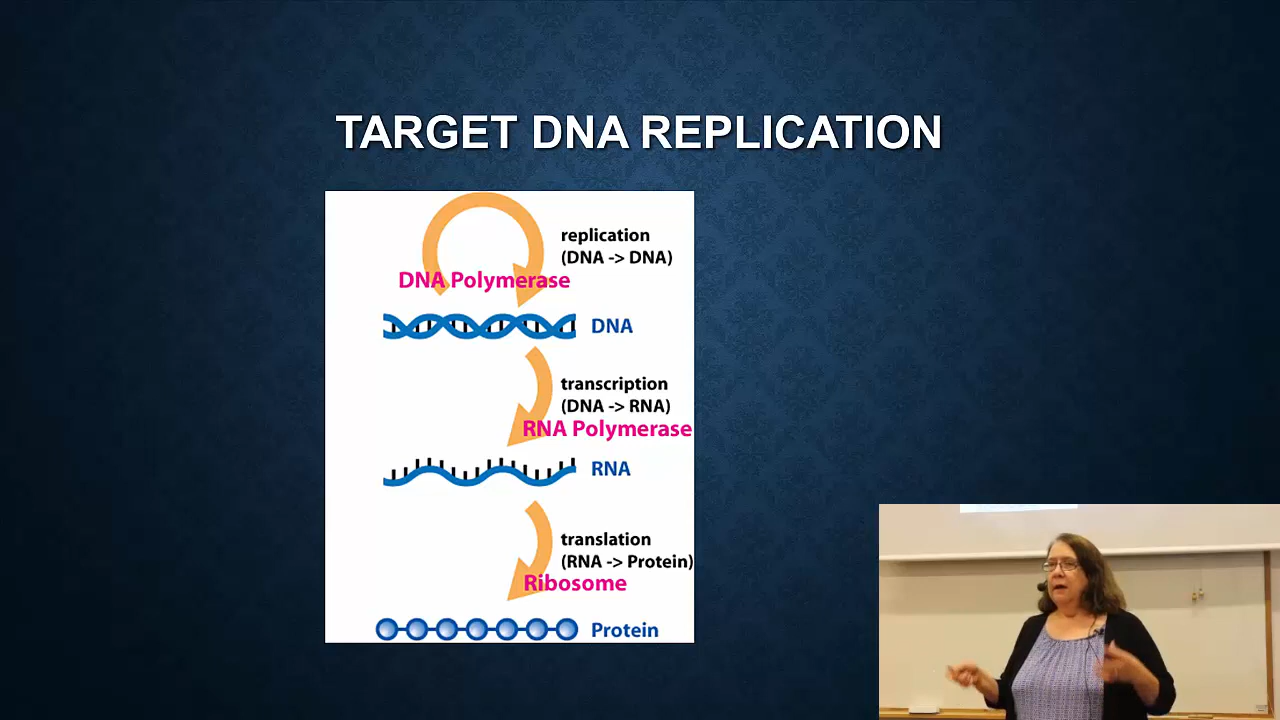 TARGET DNA REPLICATION
replication
(DNA -> DNA)
DNA Polymerase
DNA
transcription
(DNA -> RNA)
RNA Polymerase
RNA
translation
(RNA -> Protein)
Ribosome
Protein